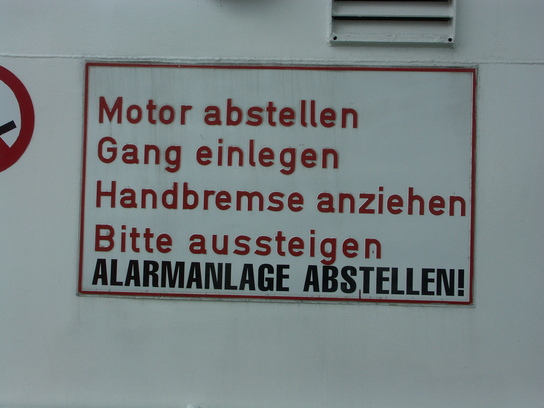 Motor abstellen
Gang einlegen
Handbremse anziehen
Bitte aussteigen
ALARMANLAGE ABSTELLEN!